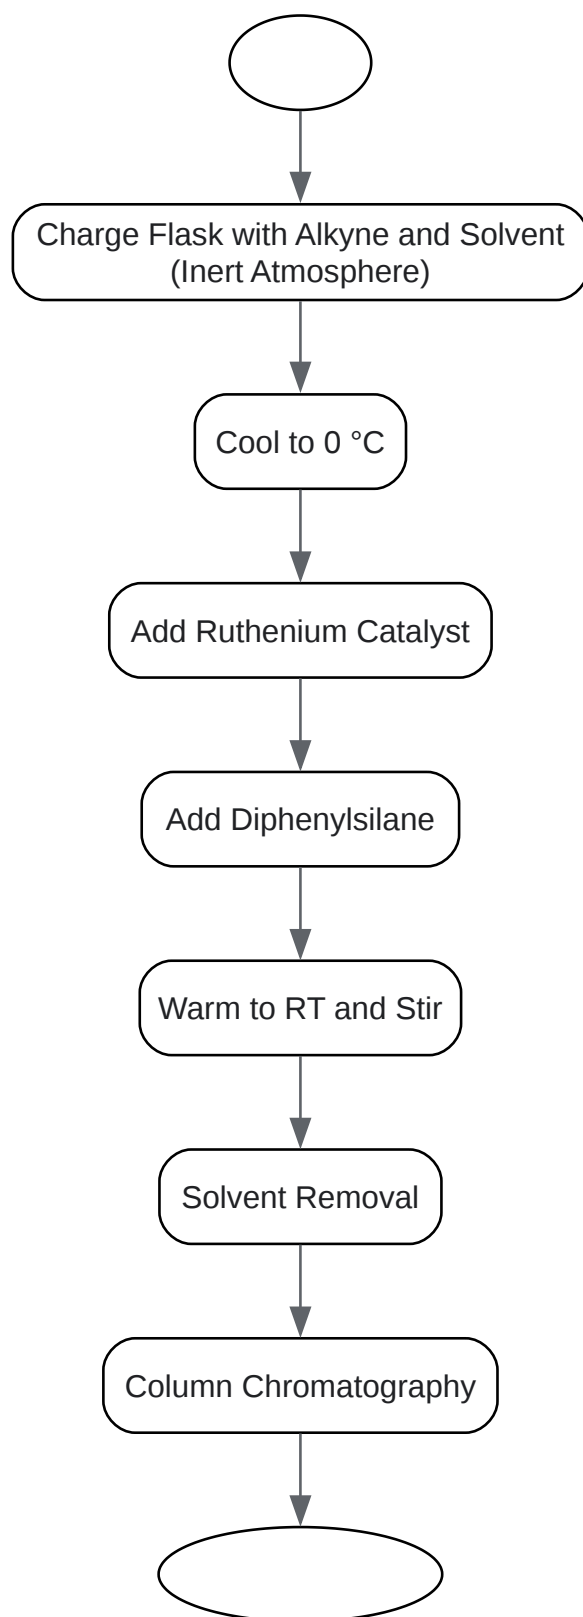 Charge Flask with Alkyne and Solvent
(Inert Atmosphere)
Cool to 0 °C
Add Ruthenium Catalyst
Add Diphenylsilane
Warm to RT and Stir
Solvent Removal
Column Chromatography